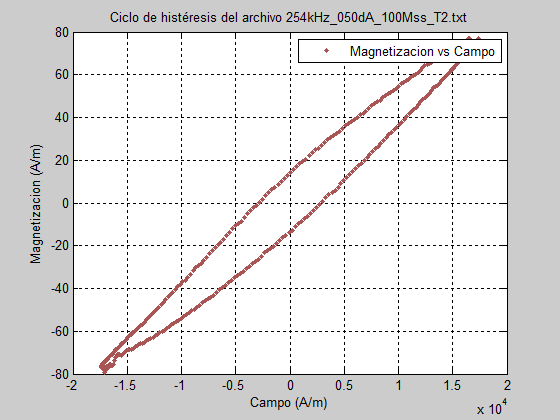 Ciclo de histéresis del archivo 254kHz_050dA_100Mss_T2.txt
Magnetizacion vs Campo
Magnetizacion (A/m)
80
60
40
20
0
-20
-40
-60
-80
-2 -1.5 -1 -0.5 0 0.5 1 1.5 2
x 10^4
Campo (A/m)